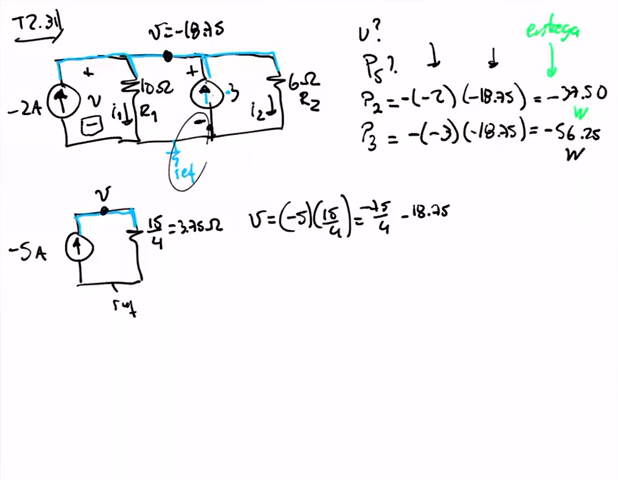 T2.31
v=-18.75
v?
entrega
P5?
-2A
+
v
-
10Ω
i1
R1
+
-3
-
i2
6Ω
R2
P2 = -(-2)(-18.75) = -37.50
W
P3 = -(-3)(-18.75) = -56.25
W
ref
v
-5A
15/4 = 3.75Ω
v = (-5)(15/4) = -75/4 -18.75
ref